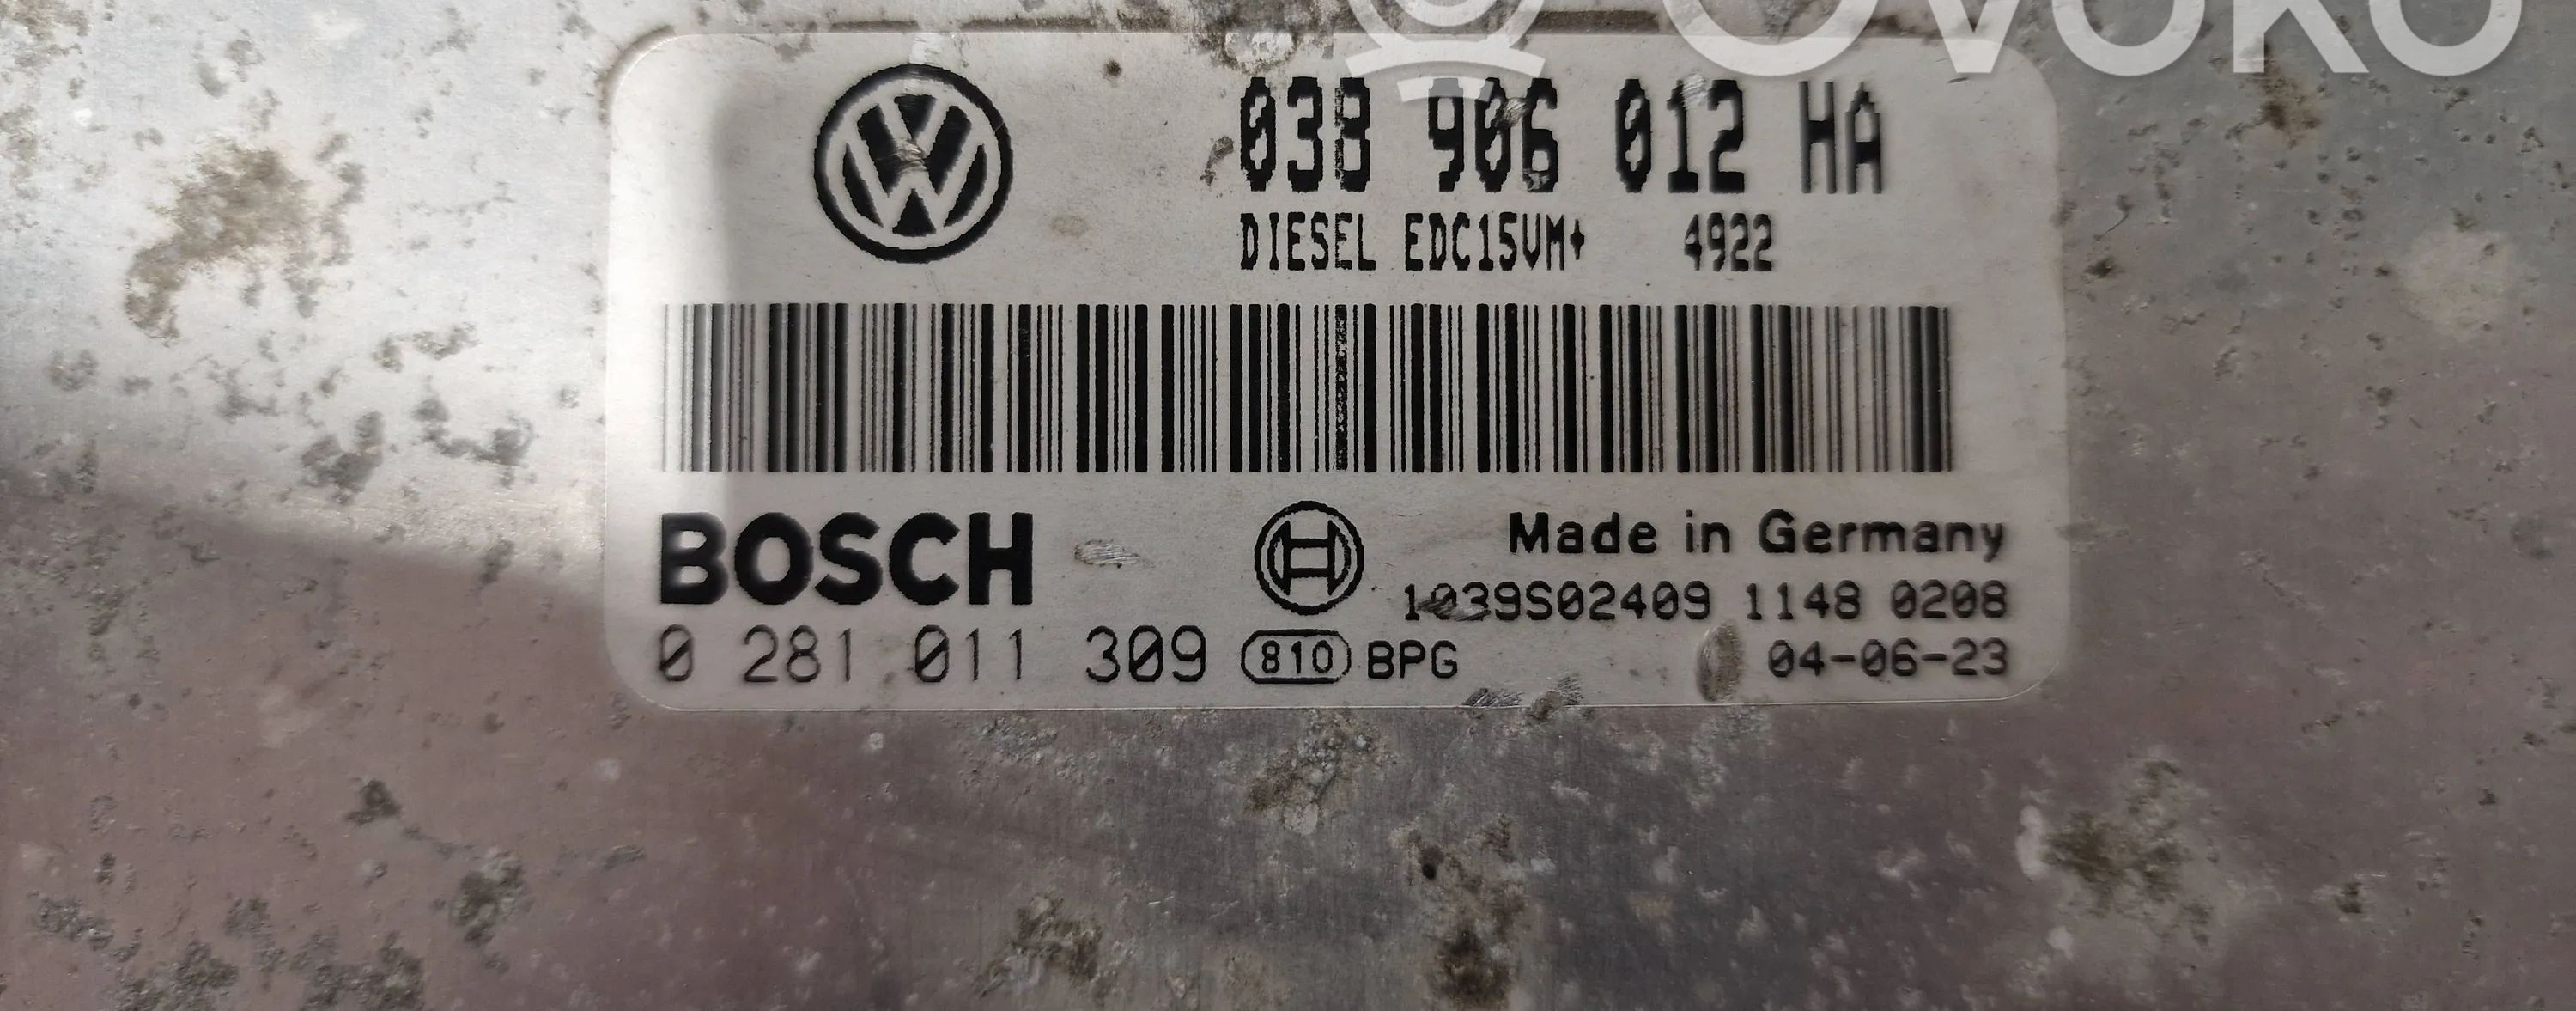 OVOKO
038 906 012 HA
DIESEL EDC15VM+ 4922
BOSCH
Made in Germany
1039S02409 1148 0208
0 281 011 309 810 BPG
04-06-23